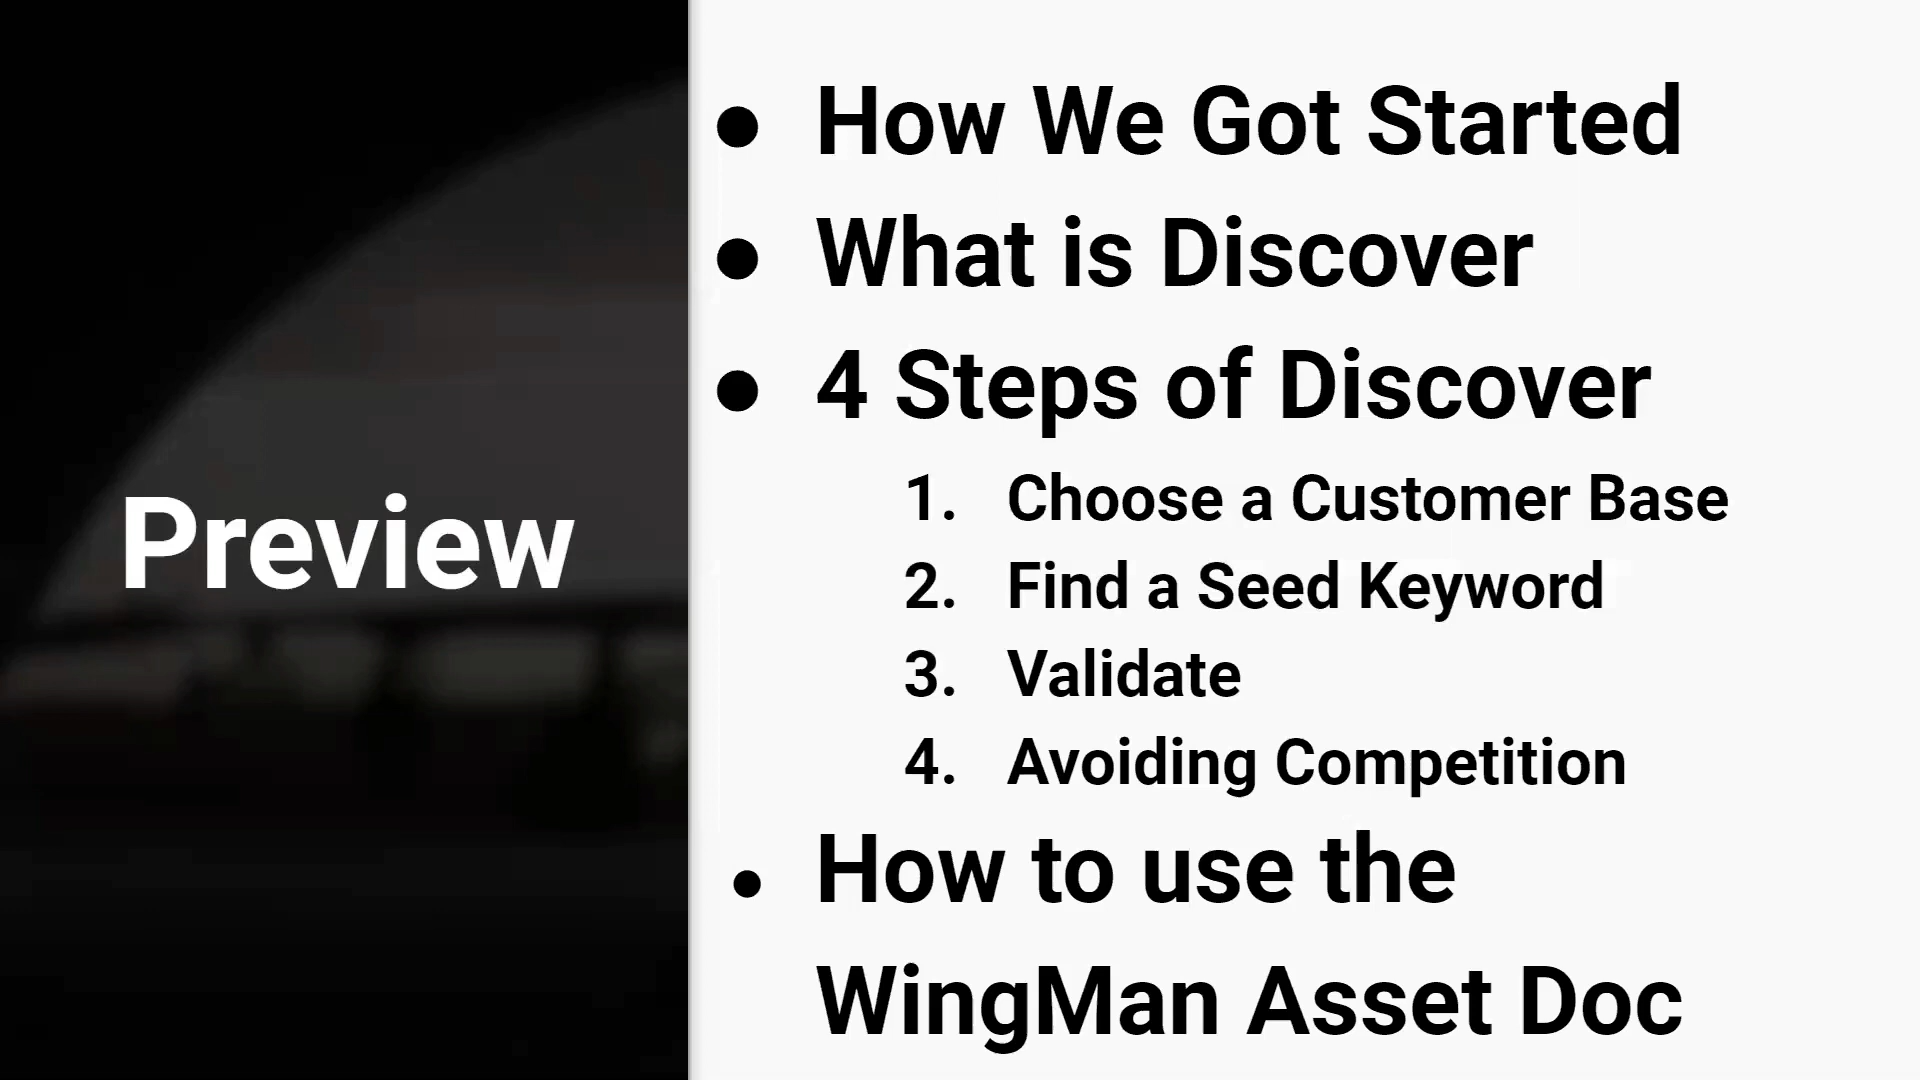 Preview
• How We Got Started
• What is Discover
• 4 Steps of Discover
1. Choose a Customer Base
2. Find a Seed Keyword
3. Validate
4. Avoiding Competition
• How to use the
WingMan Asset Doc